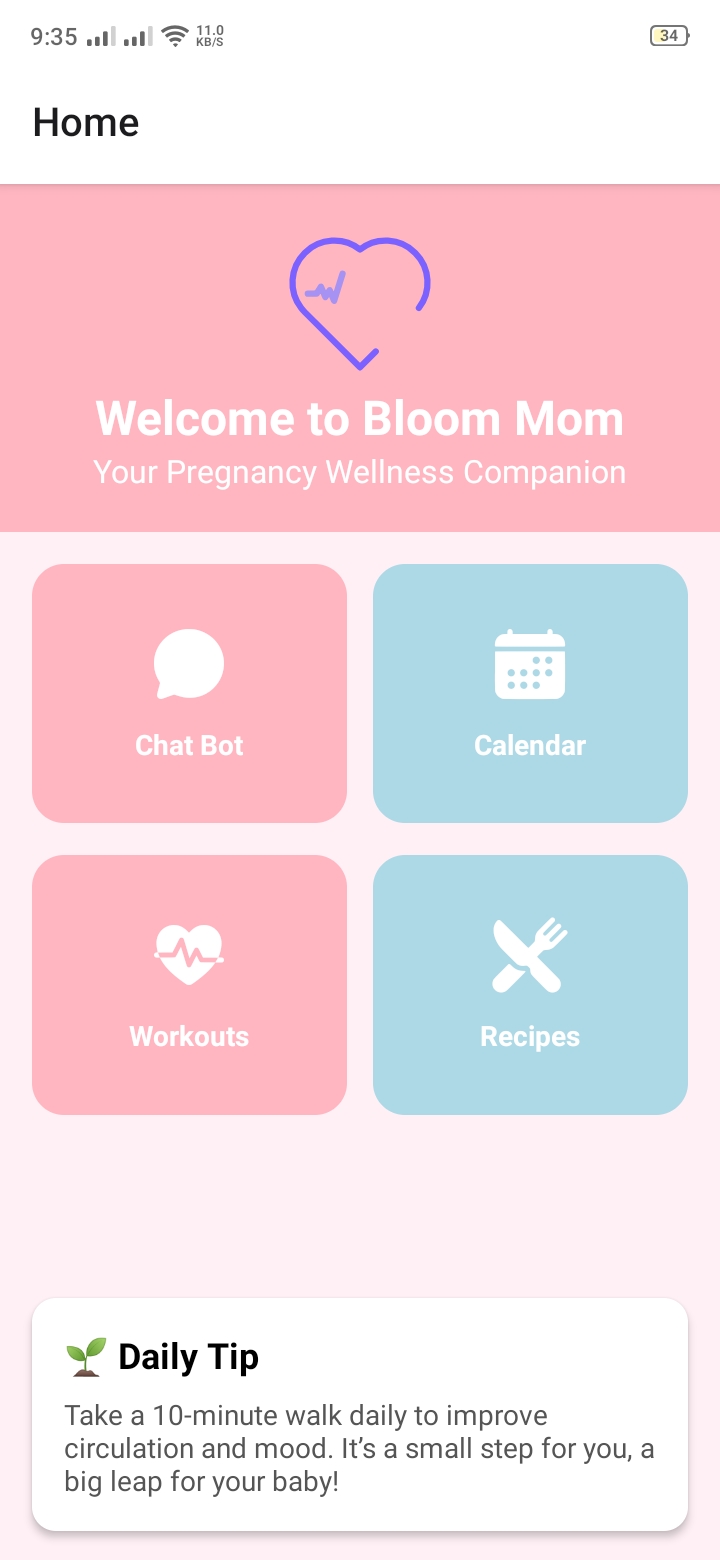 9:35
11.0
KB/S
34
Home
Welcome to Bloom Mom
Your Pregnancy Wellness Companion
Chat Bot
Calendar
Workouts
Recipes
Daily Tip
Take a 10-minute walk daily to improve
circulation and mood. It’s a small step for you, a
big leap for your baby!